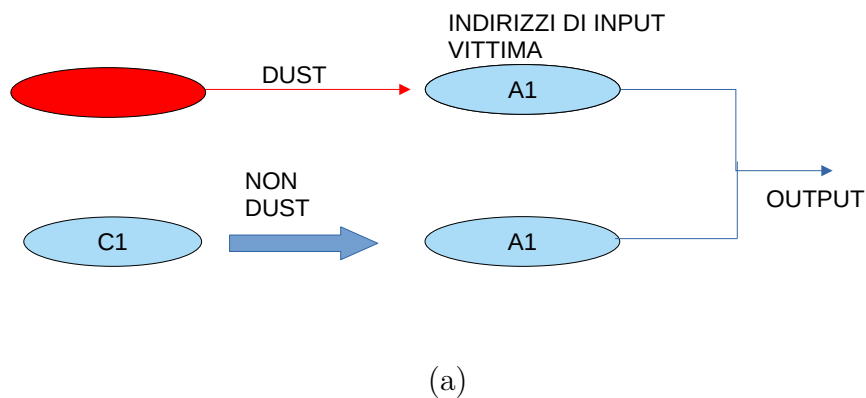 INDIRIZZI DI INPUT
VITTIMA
DUST
A1
NON
DUST
C1
A1
OUTPUT
(a)